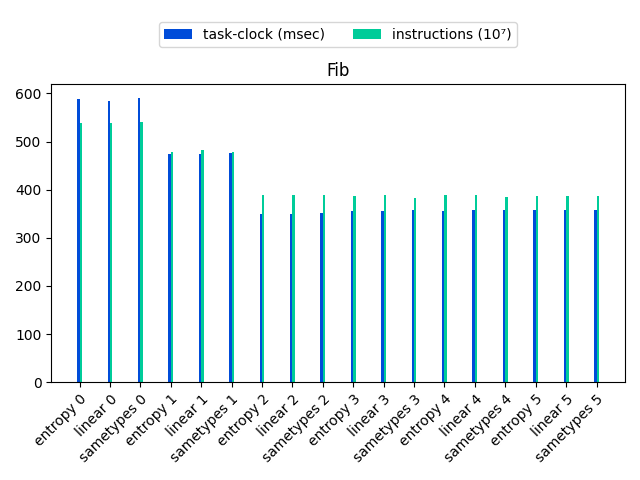 task-clock (msec)
instructions (10⁷)
Fib
600
500
400
300
200
100
0
entropy 0
linear 0
sametypes 0
entropy 1
linear 1
sametypes 1
entropy 2
linear 2
sametypes 2
entropy 3
linear 3
sametypes 3
entropy 4
linear 4
sametypes 4
entropy 5
linear 5
sametypes 5